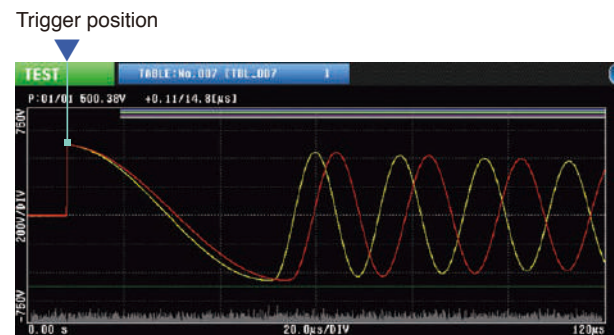 Trigger position
TEST
TABLE:No.007 [TBL_007 1
P:01/01 500.38V +0.11/14.8[µs]
750V
200V/DIV
-750V
0.00 s 20.0µs/DIV 120µs